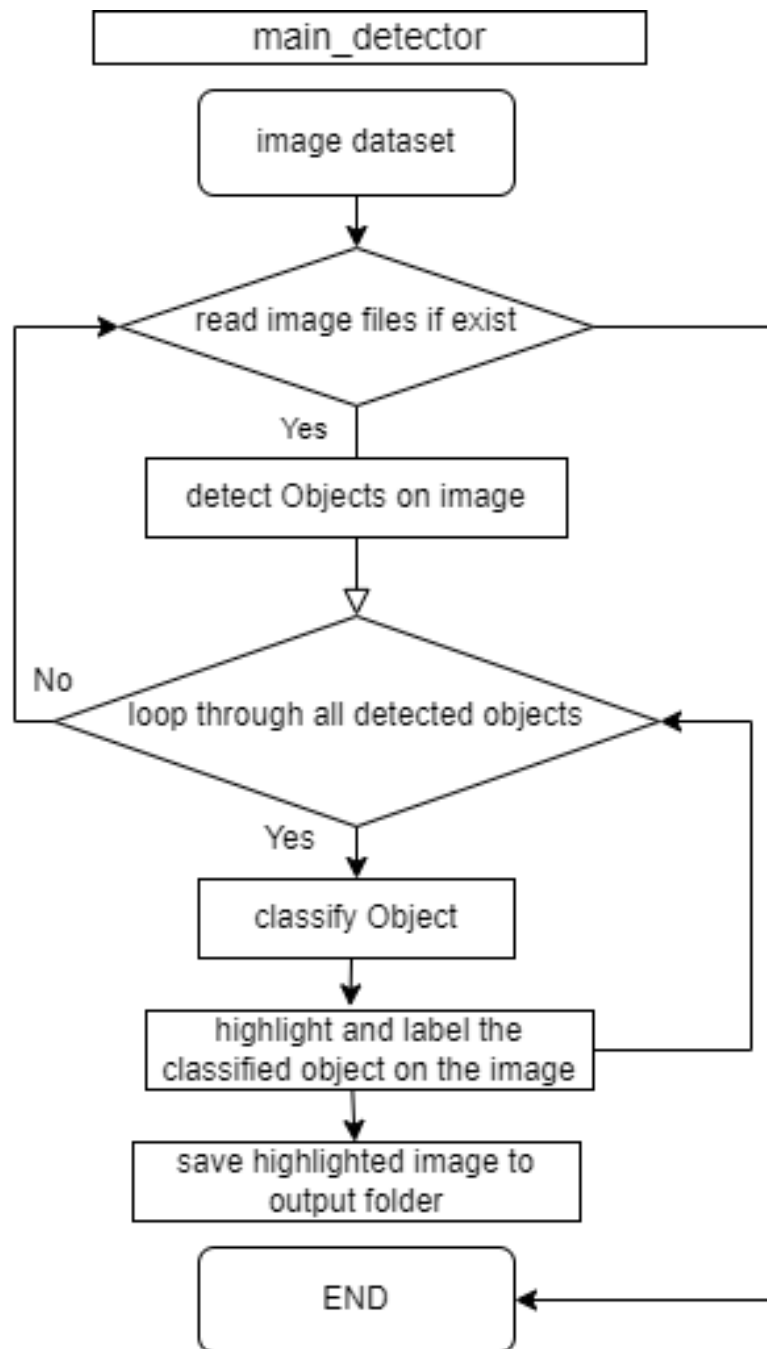 main_detector
image dataset
read image files if exist
Yes
detect Objects on image
No
loop through all detected objects
Yes
classify Object
highlight and label the
classified object on the image
save highlighted image to
output folder
END